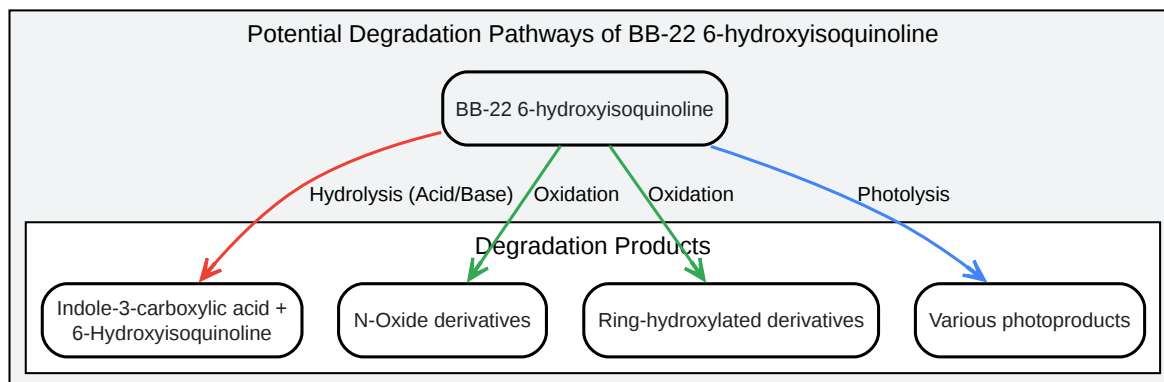 Potential Degradation Pathways of BB-22 6-hydroxyisoquinoline
BB-22 6-hydroxyisoquinoline
Hydrolysis (Acid/Base)
Oxidation
Oxidation
Photolysis
Degradation Products
Indole-3-carboxylic acid +
6-Hydroxyisoquinoline
N-Oxide derivatives
Ring-hydroxylated derivatives
Various photoproducts